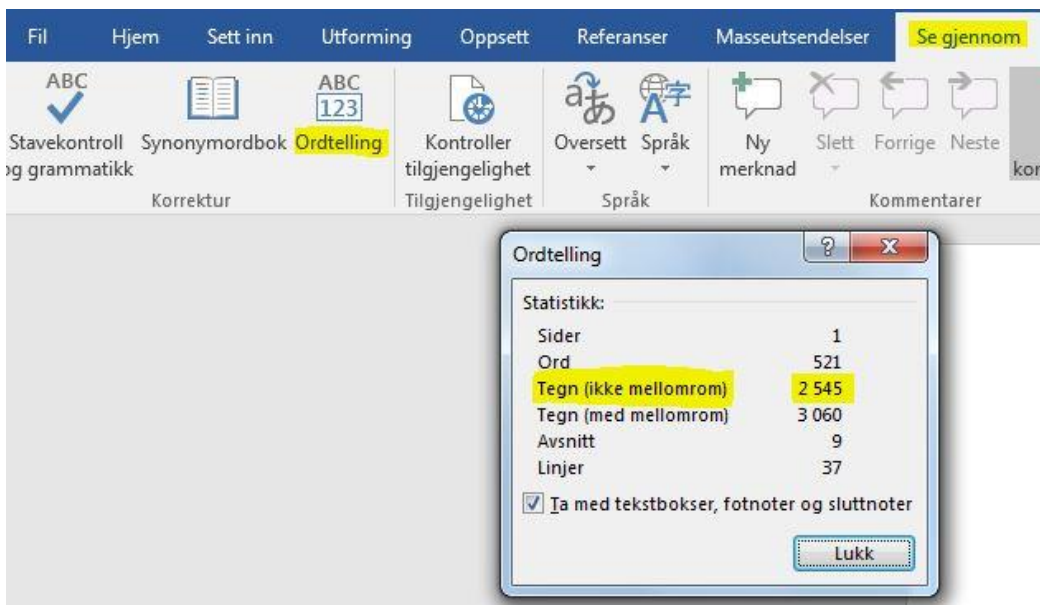 Fil Hjem Sett inn Utforming Oppsett Referanser Masseutsendelser Se gjennom
ABC
Stavekontroll
og grammatikk
Synonymordbok
ABC
123
Ordtelling
Korrektur
Kontroller
tilgjengelighet
Tilgjengelighet
Oversett
Språk
Språk
Ny
merknad
Slett
Forrige
Neste
Kommentarer
Ordtelling
Statistikk:
Sider 1
Ord 521
Tegn (ikke mellomrom) 2 545
Tegn (med mellomrom) 3 060
Avsnitt 9
Linjer 37
Ta med tekstbokser, fotnoter og sluttnoter
Lukk